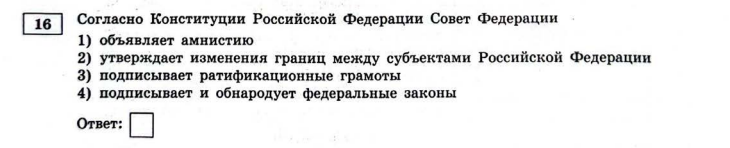 16 Согласно Конституции Российской Федерации Совет Федерации
1) объявляет амнистию
2) утверждает изменения границ между субъектами Российской Федерации
3) подписывает ратификационные грамоты
4) подписывает и обнародует федеральные законы
Ответ: